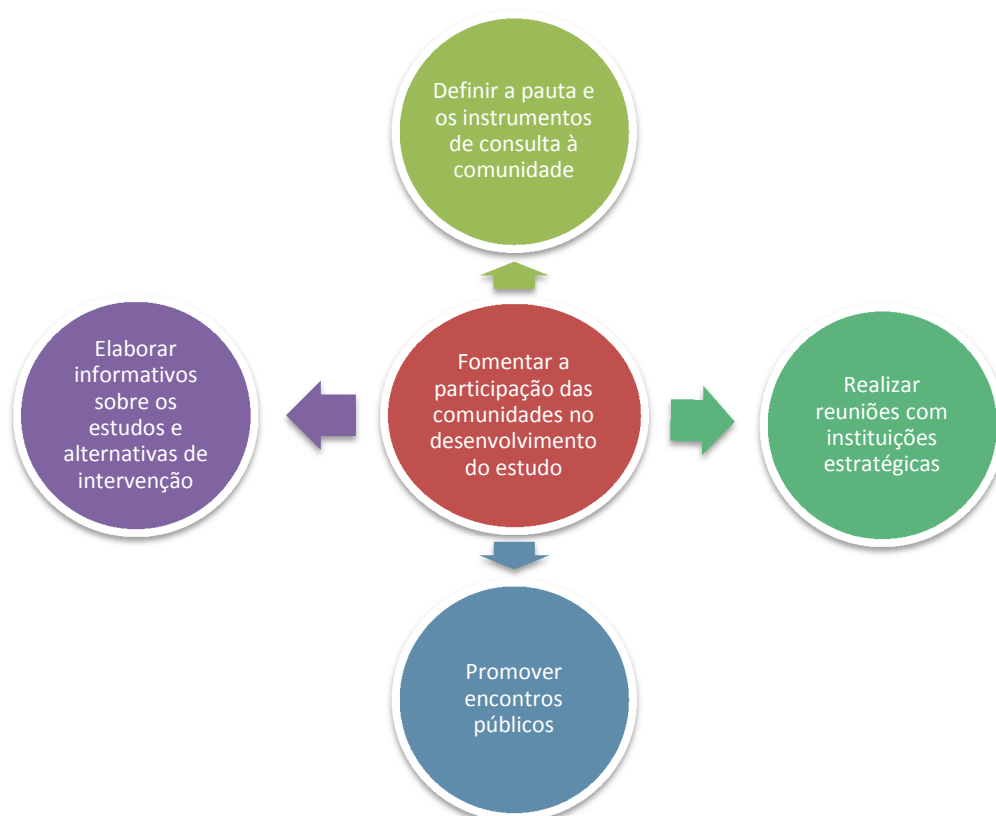 Definir a pauta e
os instrumentos
de consulta à
comunidade
Elaborar
informativos
sobre os
estudos e
alternativas de
intervenção
Fomentar a
participação das
comunidades no
desenvolvimento
do estudo
Realizar
reuniões com
instituições
estratégicas
Promover
encontros
públicos